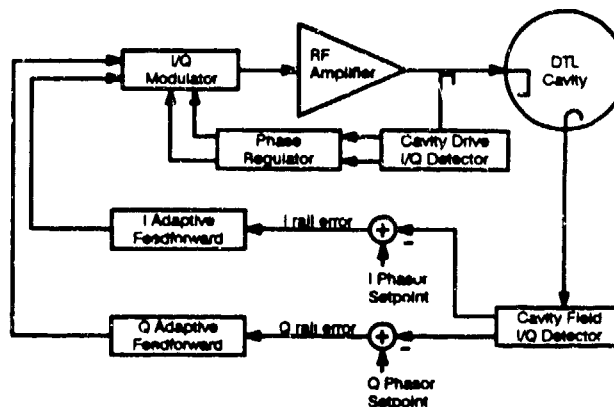 I/Q
Modulator
RF
Amplifier
DTL
Cavity
Phase
Regulator
Cavity Drive
I/Q Detector
I Adaptive
Feedforward
I rail error
I Phasor
Setpoint
Cavity Field
I/Q Detector
Q Adaptive
Feedforward
Q rail error
Q Phasor
Setpoint